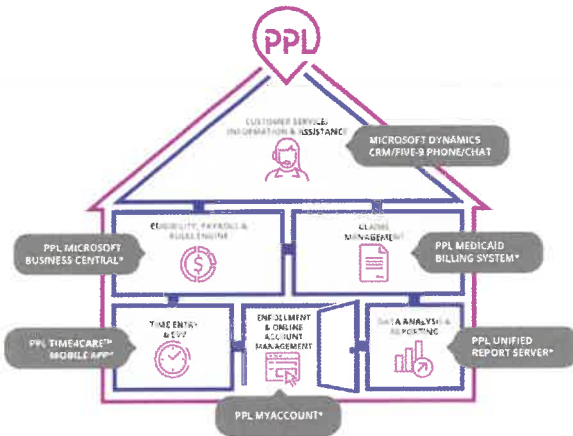 PPL
CUSTOMER SERVICE/
INFORMATION & ASSISTANCE
MICROSOFT DYNAMICS
CRM/FIVE-9 PHONE/CHAT
ELIGIBILITY, PAYROLL &
RULES ENGINE
CLAIMS
MANAGEMENT
PPL MICROSOFT
BUSINESS CENTRAL*
PPL MEDICAID
BILLING SYSTEM*
TIME ENTRY
& EVV
ENROLLMENT
& ONLINE
ACCOUNT
MANAGEMENT
DATA ANALYSIS &
REPORTING
PPL TIME4CARE™
MOBILE APP*
PPL UNIFIED
REPORT SERVER*
PPL MYACCOUNT*